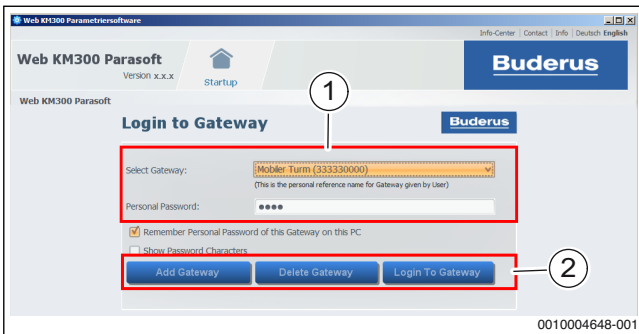 Web KM300 Parametriersoftware
Info-Center | Contact | Info | Deutsch English
Web KM300 Parasoft
Version x.x.x
Startup
Buderus
Web KM300 Parasoft
1
Login to Gateway
Buderus
Select Gateway:
Mobiler Turm (333330000)
(This is the personal reference name for Gateway given by User)
Personal Password:
●●●●
Remember Personal Password of this Gateway on this PC
Show Password Characters
Add Gateway
Delete Gateway
Login To Gateway
2
0010004648-001